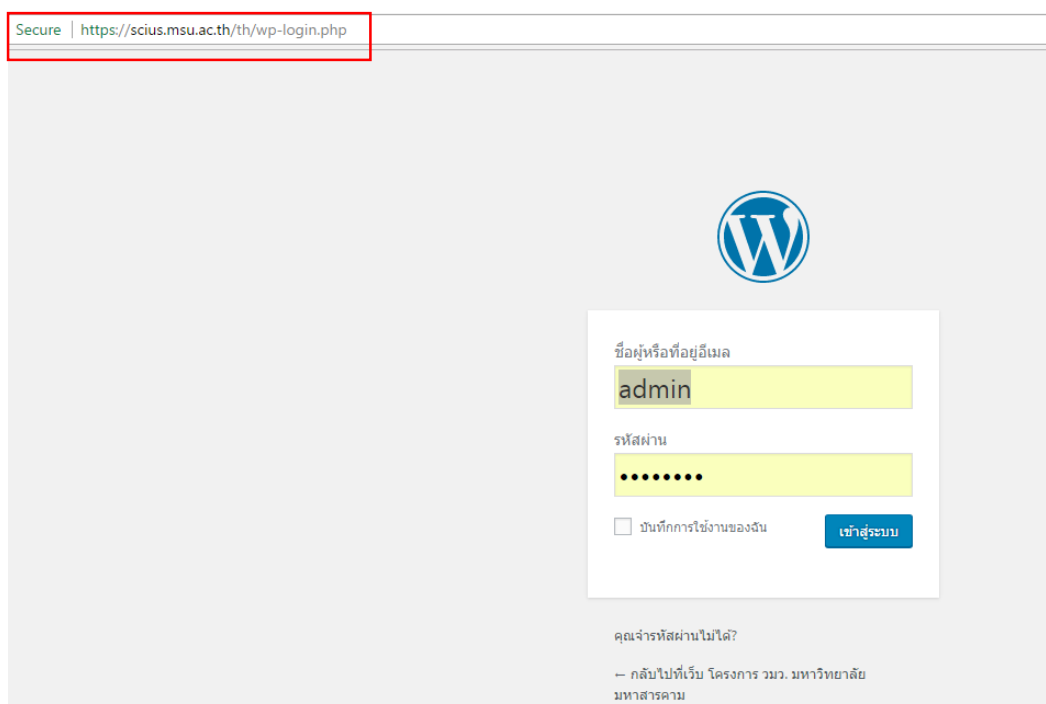 Secure | https://scius.msu.ac.th/th/wp-login.php
ชื่อผู้หรือที่อยู่อีเมล
admin
รหัสผ่าน
••••••••
บันทึกการใช้งานของฉัน
เข้าสู่ระบบ
คุณจำรหัสผ่านไม่ได้?
← กลับไปที่เว็บ โครงการ วมว. มหาวิทยาลัย
มหาสารคาม